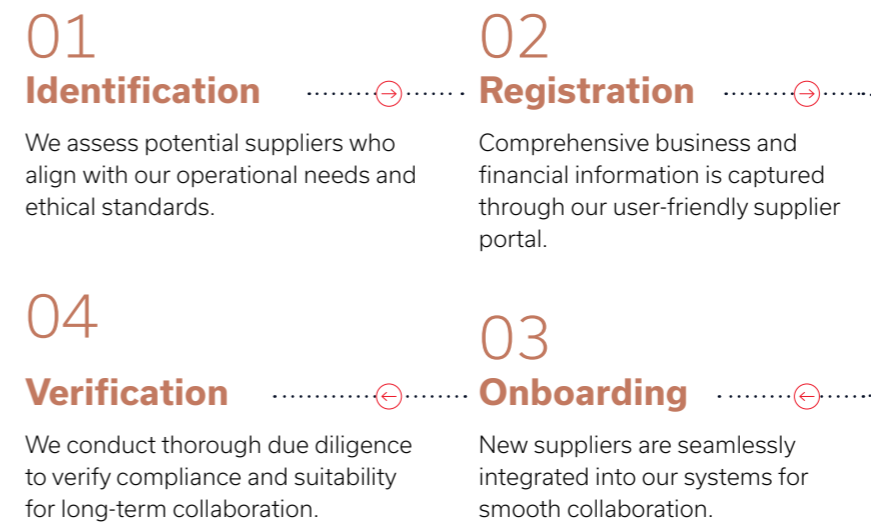 01
Identification
We assess potential suppliers who
align with our operational needs and
ethical standards.
02
Registration
Comprehensive business and
financial information is captured
through our user-friendly supplier
portal.
03
Onboarding
New suppliers are seamlessly
integrated into our systems for
smooth collaboration.
04
Verification
We conduct thorough due diligence
to verify compliance and suitability
for long-term collaboration.